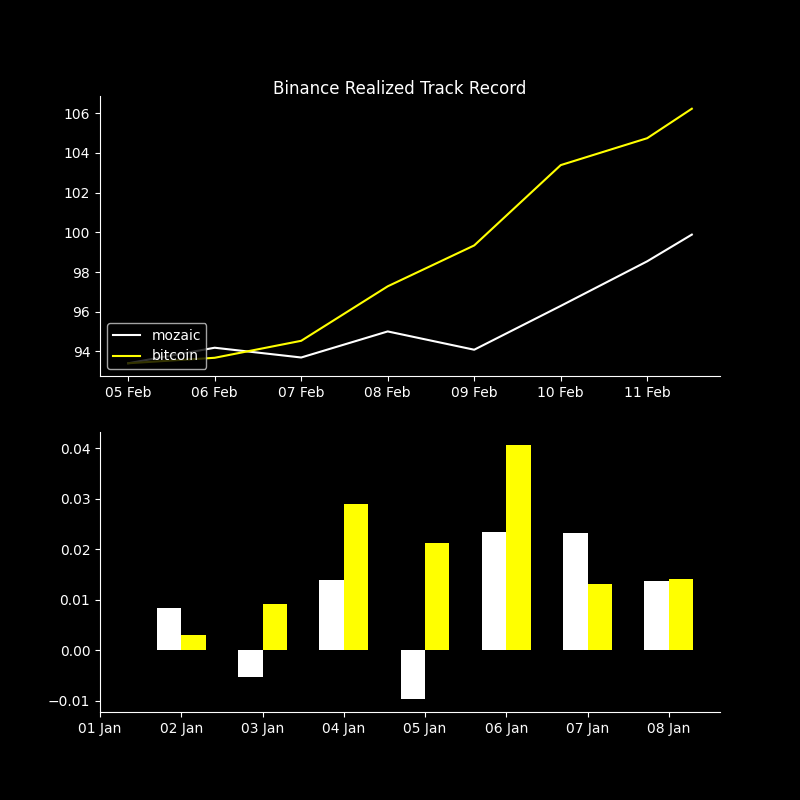 Binance Realized Track Record
106
104
102
100
98
96
94
mozaic
bitcoin
05 Feb 06 Feb 07 Feb 08 Feb 09 Feb 10 Feb 11 Feb
0.04
0.03
0.02
0.01
0.00
−0.01
01 Jan 02 Jan 03 Jan 04 Jan 05 Jan 06 Jan 07 Jan 08 Jan